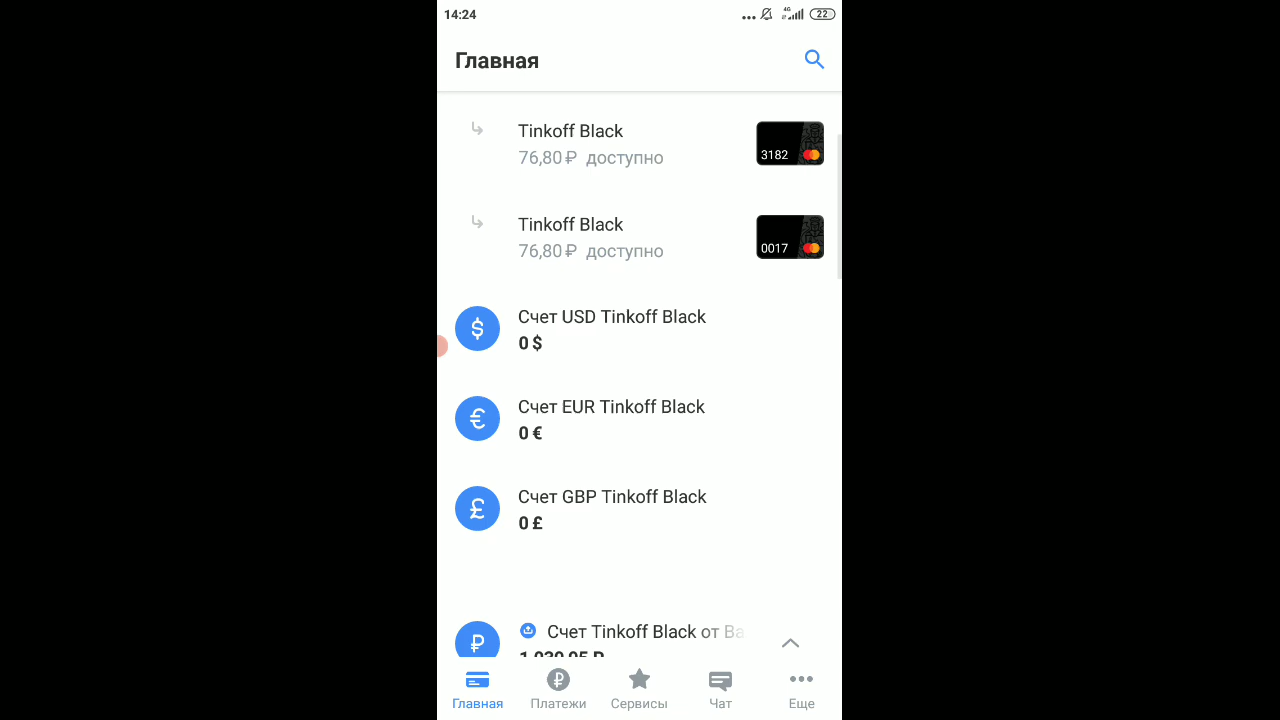 14:24
4G
22
Главная
Tinkoff Black
76,80 ₽ доступно
3182
Tinkoff Black
76,80 ₽ доступно
0017
$
Счет USD Tinkoff Black
0 $
€
Счет EUR Tinkoff Black
0 €
£
Счет GBP Tinkoff Black
0 £
₽
Счет Tinkoff Black от Ва
Главная
Платежи
Сервисы
Чат
Еще